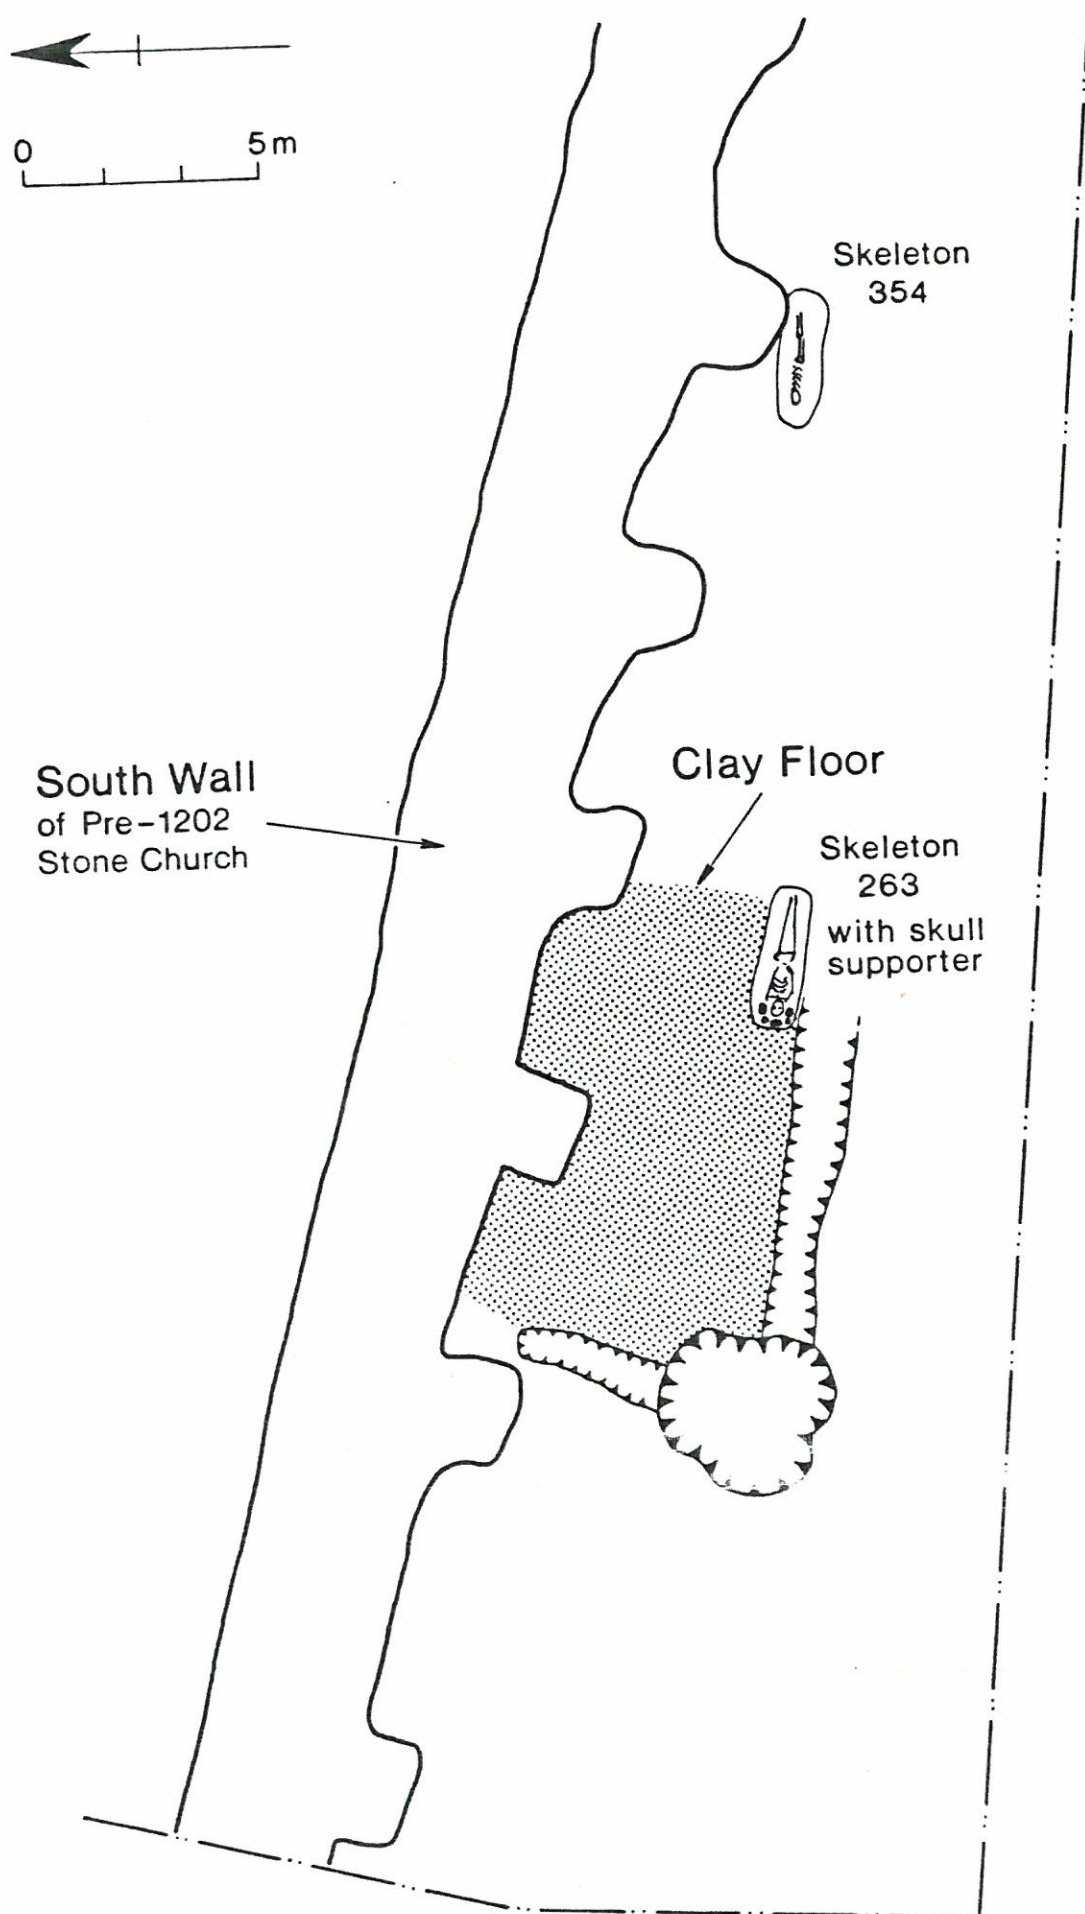 0 5m
Skeleton
354
South Wall
of Pre-1202
Stone Church
Clay Floor
Skeleton
263
with skull
supporter